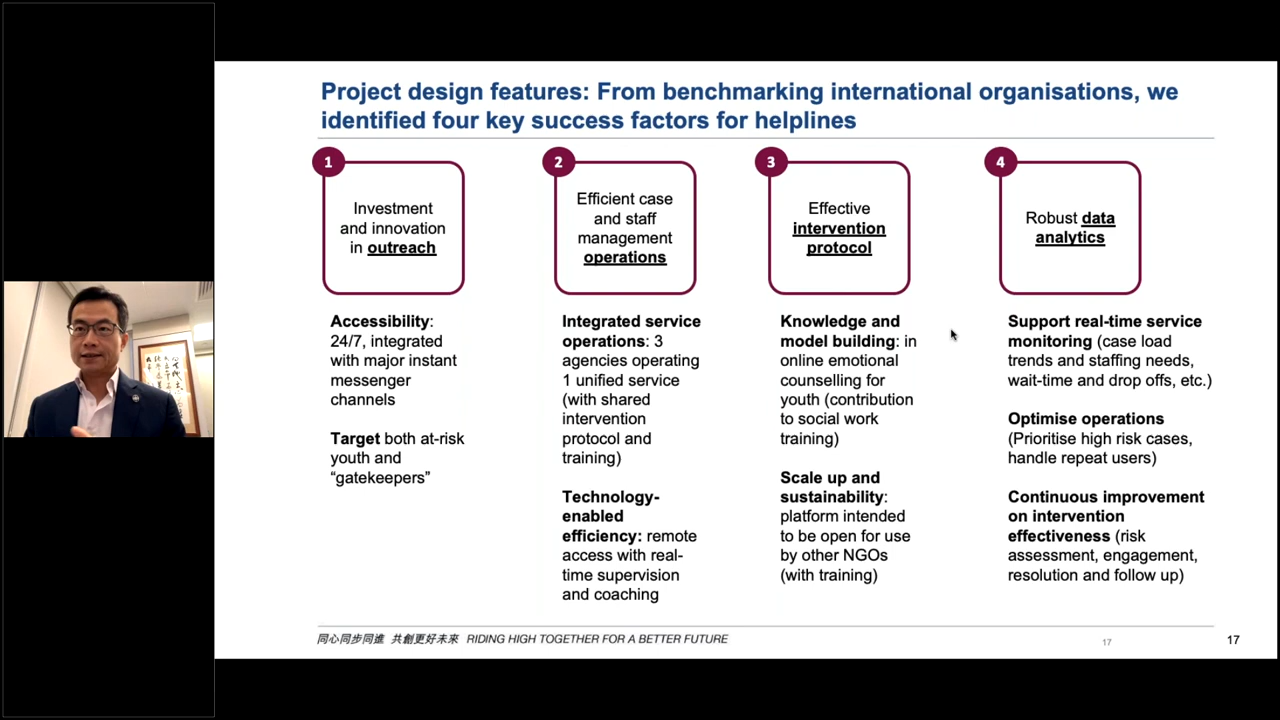 Project design features: From benchmarking international organisations, we
identified four key success factors for helplines
1
Investment
and innovation
in outreach
Accessibility:
24/7, integrated
with major instant
messenger
channels
Target both at-risk
youth and
“gatekeepers”
2
Efficient case
and staff
management
operations
Integrated service
operations: 3
agencies operating
1 unified service
(with shared
intervention
protocol and
training)
Technology-
enabled
efficiency: remote
access with real-
time supervision
and coaching
3
Effective
intervention
protocol
Knowledge and
model building: in
online emotional
counselling for
youth (contribution
to social work
training)
Scale up and
sustainability:
platform intended
to be open for use
by other NGOs
(with training)
4
Robust data
analytics
Support real-time service
monitoring (case load
trends and staffing needs,
wait-time and drop offs, etc.)
Optimise operations
(Prioritise high risk cases,
handle repeat users)
Continuous improvement
on intervention
effectiveness (risk
assessment, engagement,
resolution and follow up)
同心同步同進 共創更好未來 RIDING HIGH TOGETHER FOR A BETTER FUTURE
17
17